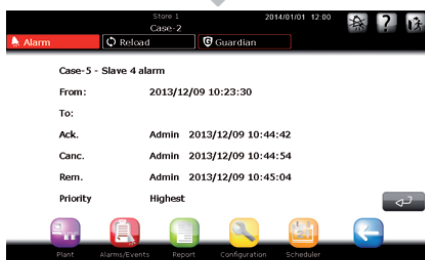 Store 1
2014/01/01 12:00
Case-2
Alarm
Reload
Guardian
Case-5 - Slave 4 alarm
From: 2013/12/09 10:23:30
To:
Ack. Admin 2013/12/09 10:44:42
Canc. Admin 2013/12/09 10:44:54
Rem. Admin 2013/12/09 10:45:04
Priority Highest
Plant Alarms/Events Report Configuration Scheduler